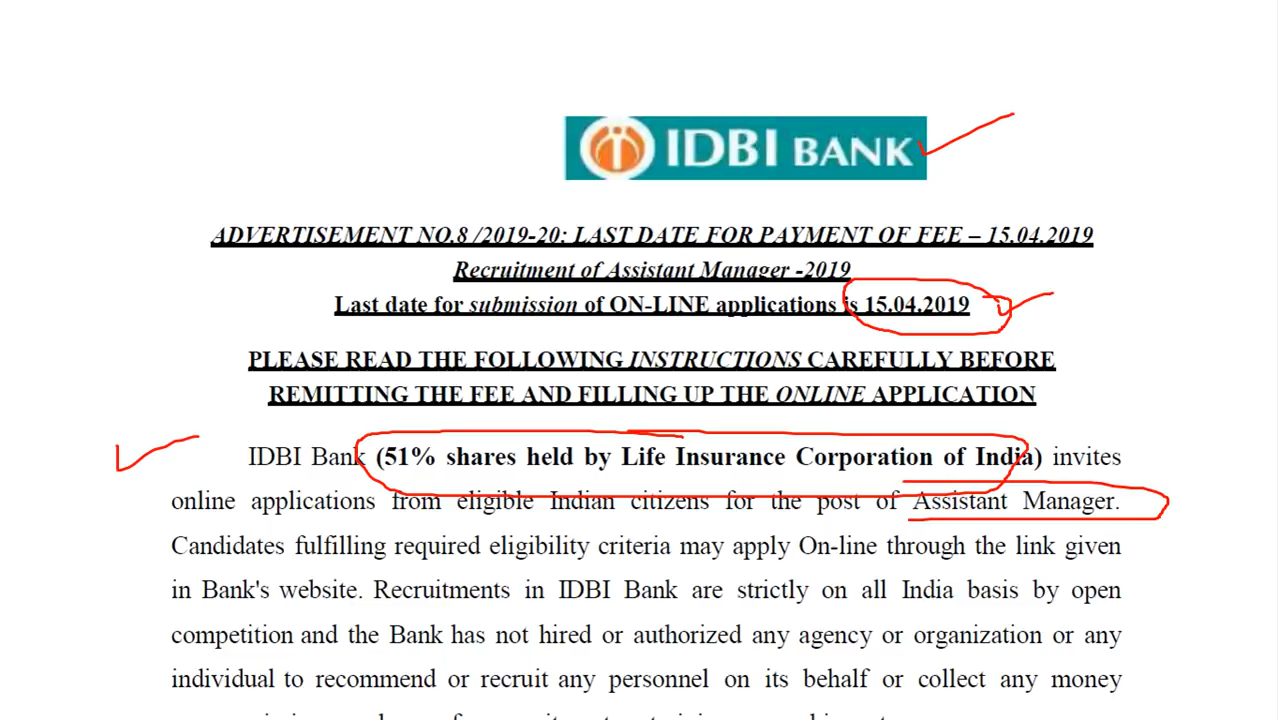 IDBI BANK
ADVERTISEMENT NO.8 /2019-20: LAST DATE FOR PAYMENT OF FEE – 15.04.2019
Recruitment of Assistant Manager -2019
Last date for submission of ON-LINE applications is 15.04.2019
PLEASE READ THE FOLLOWING INSTRUCTIONS CAREFULLY BEFORE
REMITTING THE FEE AND FILLING UP THE ONLINE APPLICATION
IDBI Bank (51% shares held by Life Insurance Corporation of India) invites
online applications from eligible Indian citizens for the post of Assistant Manager.
Candidates fulfilling required eligibility criteria may apply On-line through the link given
in Bank's website. Recruitments in IDBI Bank are strictly on all India basis by open
competition and the Bank has not hired or authorized any agency or organization or any
individual to recommend or recruit any personnel on its behalf or collect any money